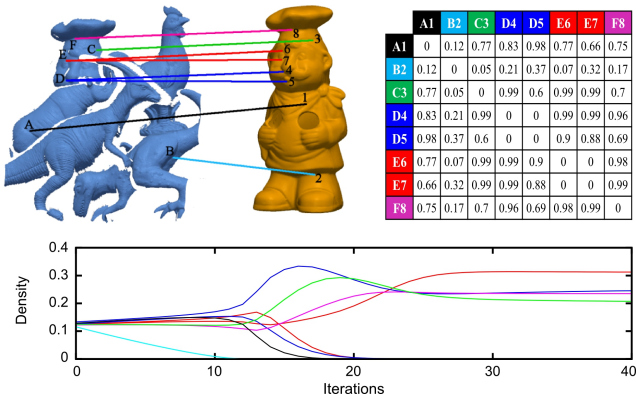 F
C
E
D
A
B
8
3
6
7
4
5
1
2
A1 B2 C3 D4 D5 E6 E7 F8
A1 0 0.12 0.77 0.83 0.98 0.77 0.66 0.75
B2 0.12 0 0.05 0.21 0.37 0.07 0.32 0.17
C3 0.77 0.05 0 0.99 0.6 0.99 0.99 0.7
D4 0.83 0.21 0.99 0 0 0.99 0.99 0.96
D5 0.98 0.37 0.6 0 0 0.9 0.88 0.69
E6 0.77 0.07 0.99 0.99 0.9 0 0 0.98
E7 0.66 0.32 0.99 0.99 0.88 0 0 0.99
F8 0.75 0.17 0.7 0.96 0.69 0.98 0.99 0
0.4
0.3
0.2
0.1
0
Density
0 10 20 30 40
Iterations